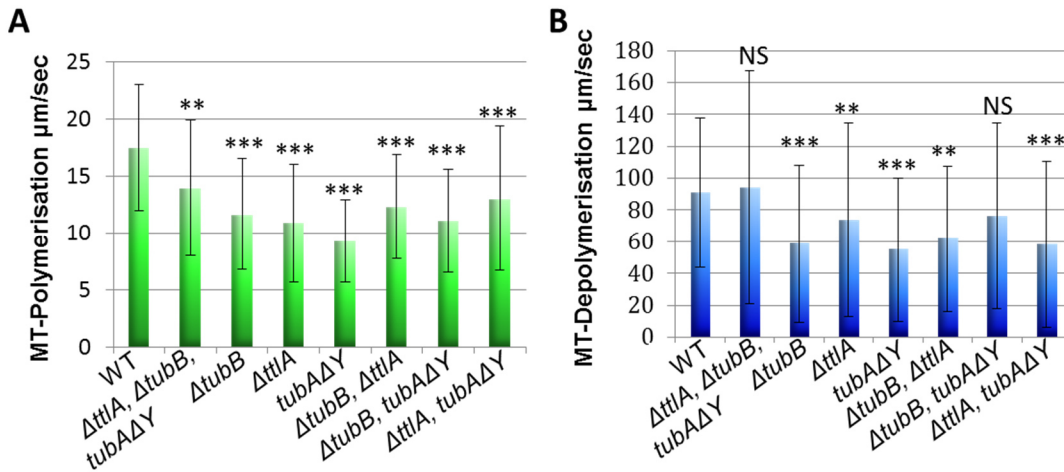 A
MT-Polymerisation µm/sec
25
20
15
10
5
0
**
***
***
***
***
***
***
WT
ΔttlA, ΔtubB,
tubAΔY
ΔtubB
ΔttlA
tubAΔY
ΔtubB, ΔttlA
ΔtubB, tubAΔY
ΔttlA, tubAΔY
B
MT-Depolymerisation µm/sec
180
160
140
120
100
80
60
40
20
0
NS
***
**
***
**
NS
***
WT
ΔttlA, ΔtubB,
tubAΔY
ΔtubB
ΔttlA
tubAΔY
ΔtubB, ΔttlA
ΔtubB, tubAΔY
ΔttlA, tubAΔY